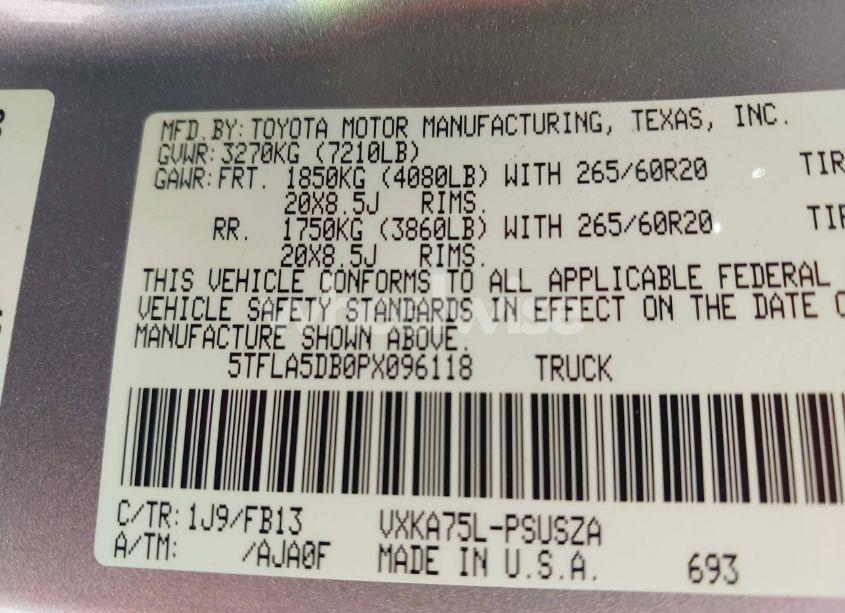 MFD.BY: TOYOTA MOTOR MANUFACTURING, TEXAS, INC.
GVWR: 3270KG (7210LB)
GAWR: FRT. 1850KG (4080LB) WITH 265/60R20 TIR
20X8.5J RIMS.
RR. 1750KG (3860LB) WITH 265/60R20 TIR
20X8.5J RIMS.
THIS VEHICLE CONFORMS TO ALL APPLICABLE FEDERAL
VEHICLE SAFETY STANDARDS IN EFFECT ON THE DATE O
MANUFACTURE SHOWN ABOVE.
5TFLA5DB0PX096118 TRUCK
C/TR: 1J9/FB13 VXKA75L-PSUSZA
A/TM: /AJA0F MADE IN U.S.A. 693